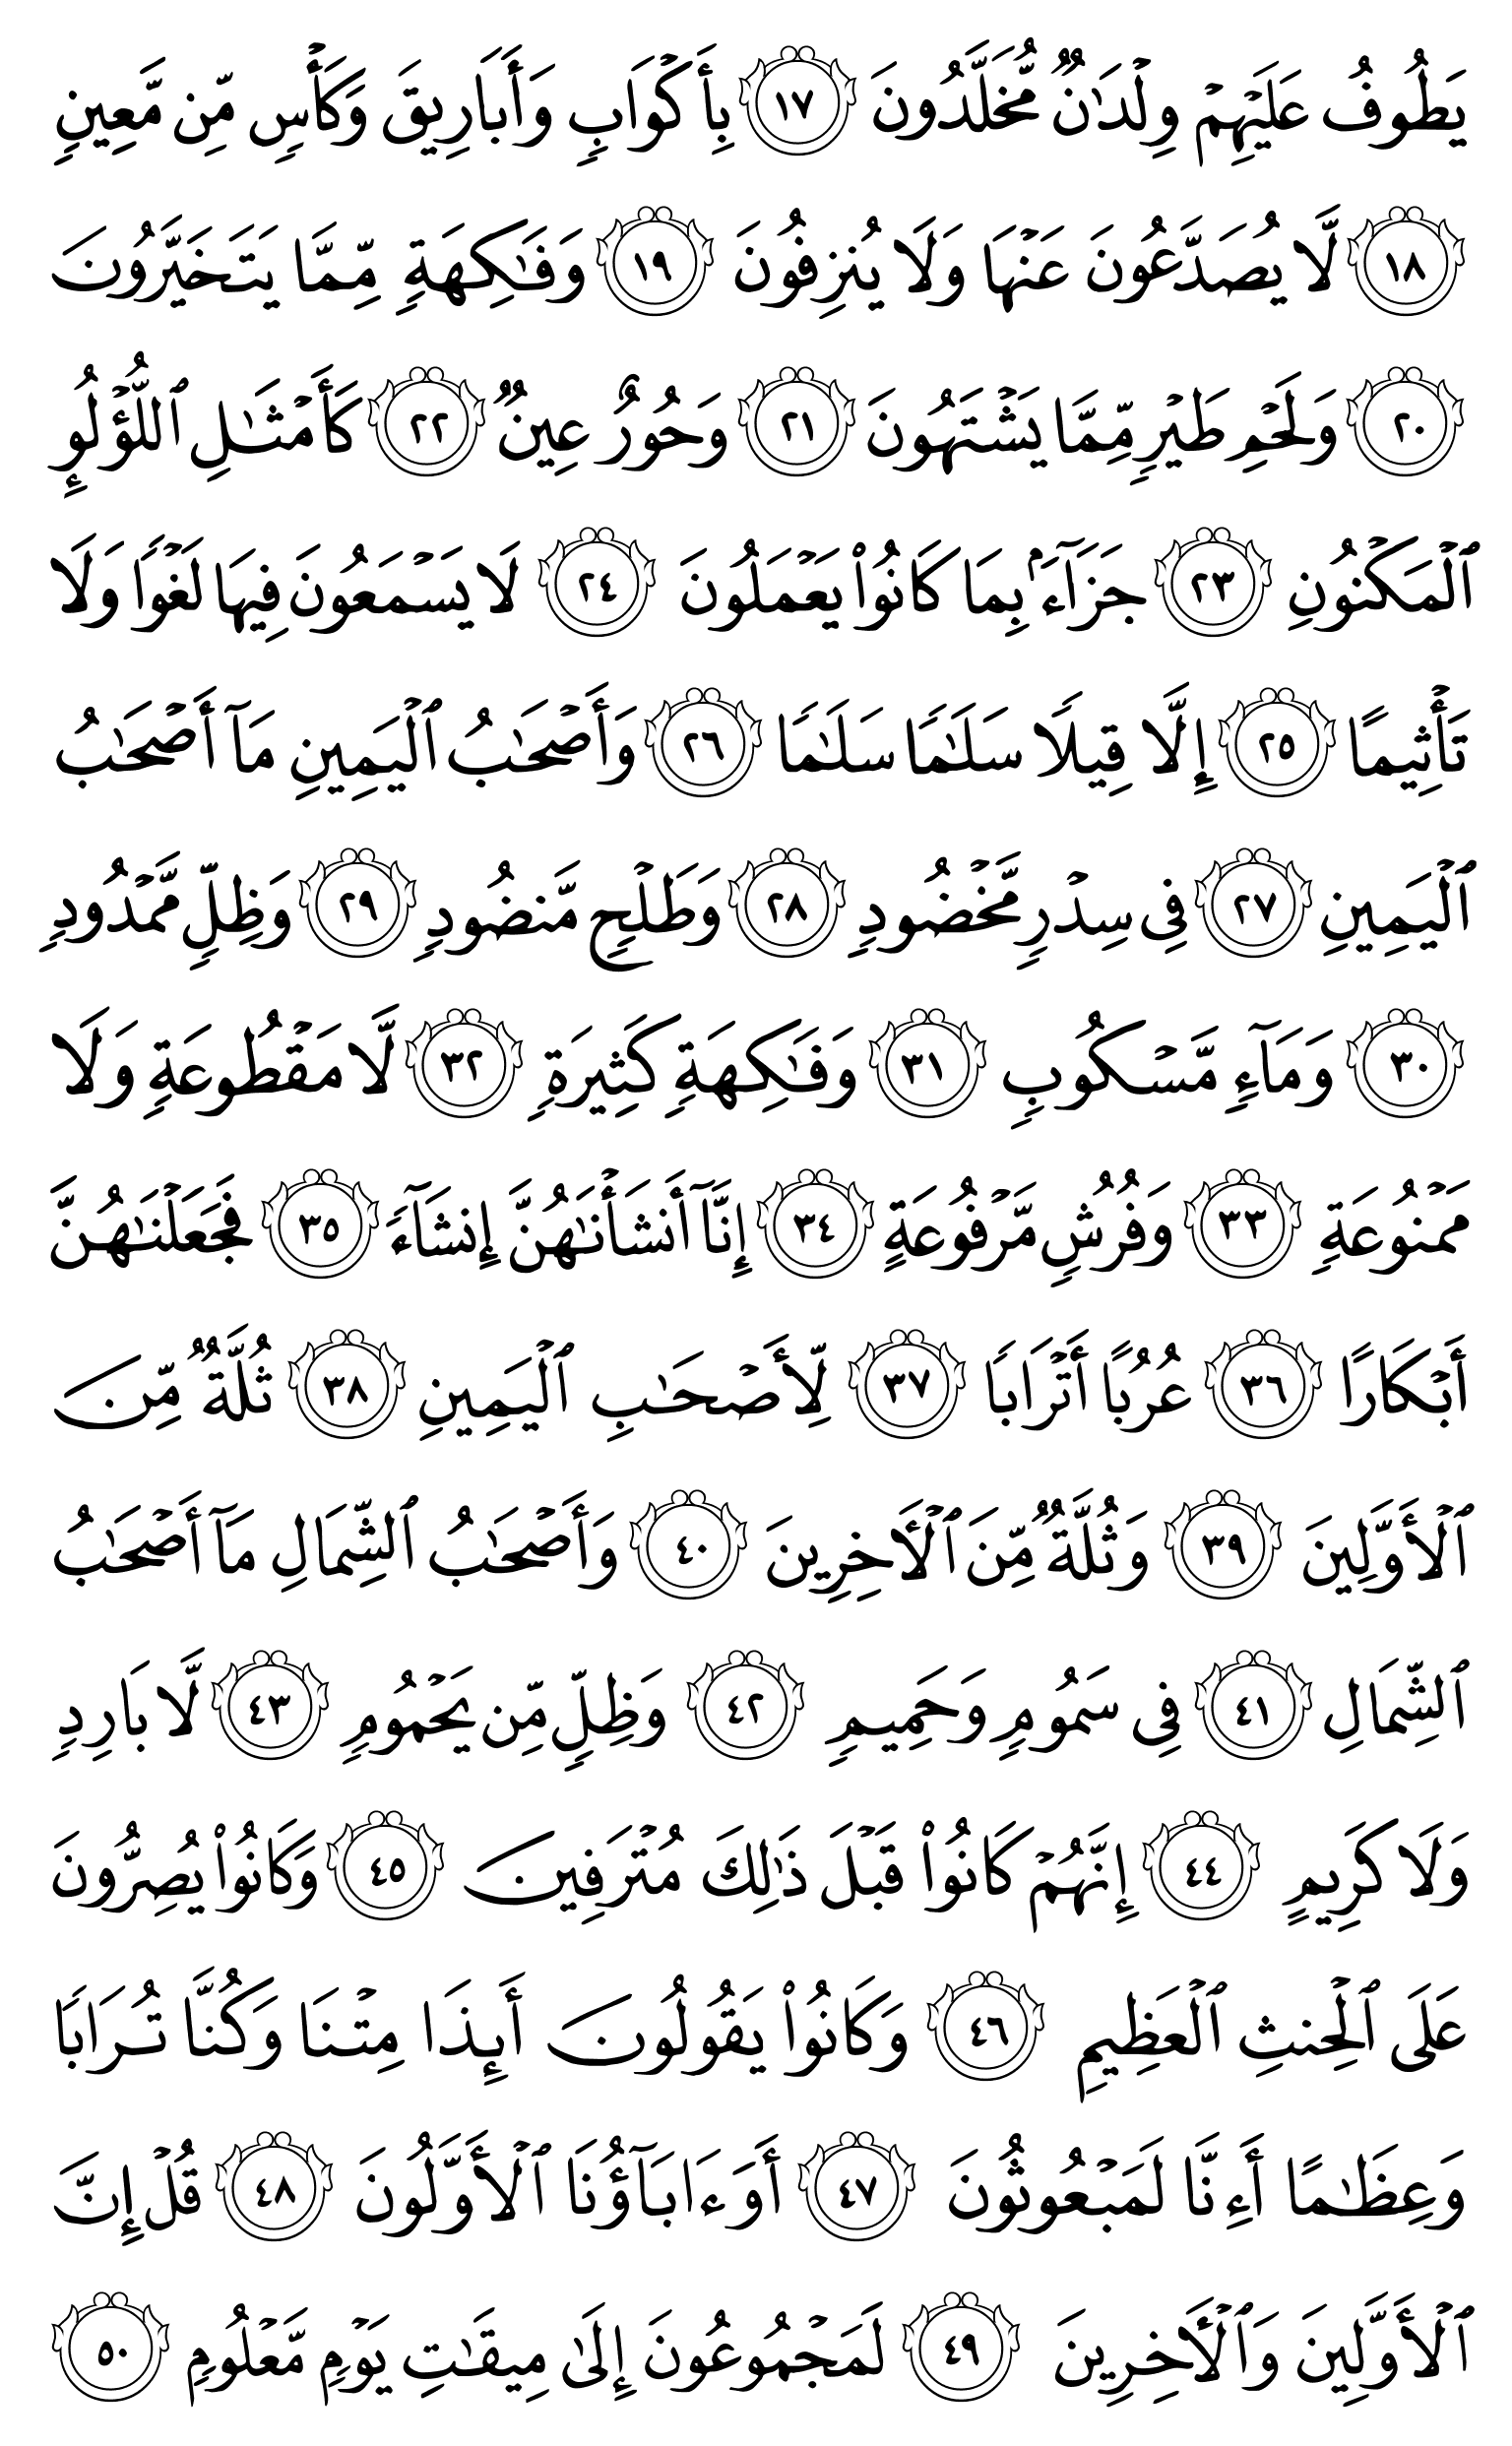 يَطُوفُ عَلَيۡهِمۡ وِلۡدَٰنٞ مُّخَلَّدُونَ ١٧ بِأَكۡوَابٖ وَأَبَارِيقَ وَكَأۡسٖ مِّن مَّعِينٖ
١٨ لَّا يُصَدَّعُونَ عَنۡهَا وَلَا يُنزِفُونَ ١٩ وَفَٰكِهَةٖ مِّمَّا يَتَخَيَّرُونَ
٢٠ وَلَحۡمِ طَيۡرٖ مِّمَّا يَشۡتَهُونَ ٢١ وَحُورٌ عِينٞ ٢٢ كَأَمۡثَٰلِ ٱللُّؤۡلُوِٕ
ٱلۡمَكۡنُونِ ٢٣ جَزَآءَۢ بِمَا كَانُواْ يَعۡمَلُونَ ٢٤ لَا يَسۡمَعُونَ فِيهَا لَغۡوٗا وَلَا
تَأۡثِيمًا ٢٥ إِلَّا قِيلٗا سَلَٰمٗا سَلَٰمٗا ٢٦ وَأَصۡحَٰبُ ٱلۡيَمِينِ مَآ أَصۡحَٰبُ
ٱلۡيَمِينِ ٢٧ فِي سِدۡرٖ مَّخۡضُودٖ ٢٨ وَطَلۡحٖ مَّنضُودٖ ٢٩ وَظِلّٖ مَّمۡدُودٖ
٣٠ وَمَآءٖ مَّسۡكُوبٖ ٣١ وَفَٰكِهَةٖ كَثِيرَةٖ ٣٢ لَّا مَقۡطُوعَةٖ وَلَا
مَمۡنُوعَةٖ ٣٣ وَفُرُشٖ مَّرۡفُوعَةٍ ٣٤ إِنَّآ أَنشَأۡنَٰهُنَّ إِنشَآءٗ ٣٥ فَجَعَلۡنَٰهُنَّ
أَبۡكَارًا ٣٦ عُرُبًا أَتۡرَابٗا ٣٧ لِّأَصۡحَٰبِ ٱلۡيَمِينِ ٣٨ ثُلَّةٞ مِّنَ
ٱلۡأَوَّلِينَ ٣٩ وَثُلَّةٞ مِّنَ ٱلۡأٓخِرِينَ ٤٠ وَأَصۡحَٰبُ ٱلشِّمَالِ مَآ أَصۡحَٰبُ
ٱلشِّمَالِ ٤١ فِي سَمُومٖ وَحَمِيمٖ ٤٢ وَظِلّٖ مِّن يَحۡمُومٖ ٤٣ لَّا بَارِدٖ
وَلَا كَرِيمٍ ٤٤ إِنَّهُمۡ كَانُواْ قَبۡلَ ذَٰلِكَ مُتۡرَفِينَ ٤٥ وَكَانُواْ يُصِرُّونَ
عَلَى ٱلۡحِنثِ ٱلۡعَظِيمِ ٤٦ وَكَانُواْ يَقُولُونَ أَئِذَا مِتۡنَا وَكُنَّا تُرَابٗا
وَعِظَٰمًا أَءِنَّا لَمَبۡعُوثُونَ ٤٧ أَوَءَابَآؤُنَا ٱلۡأَوَّلُونَ ٤٨ قُلۡ إِنَّ
ٱلۡأَوَّلِينَ وَٱلۡأٓخِرِينَ ٤٩ لَمَجۡمُوعُونَ إِلَىٰ مِيقَٰتِ يَوۡمٖ مَّعۡلُومٖ ٥٠